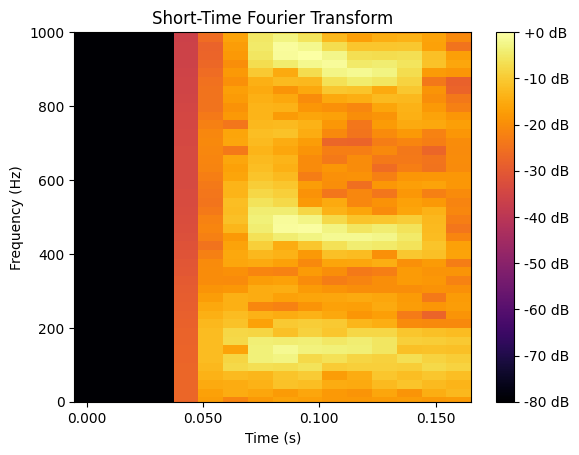 Short-Time Fourier Transform
1000
800
600
400
200
0
Frequency (Hz)
0.000
0.050
0.100
0.150
Time (s)
+0 dB
-10 dB
-20 dB
-30 dB
-40 dB
-50 dB
-60 dB
-70 dB
-80 dB